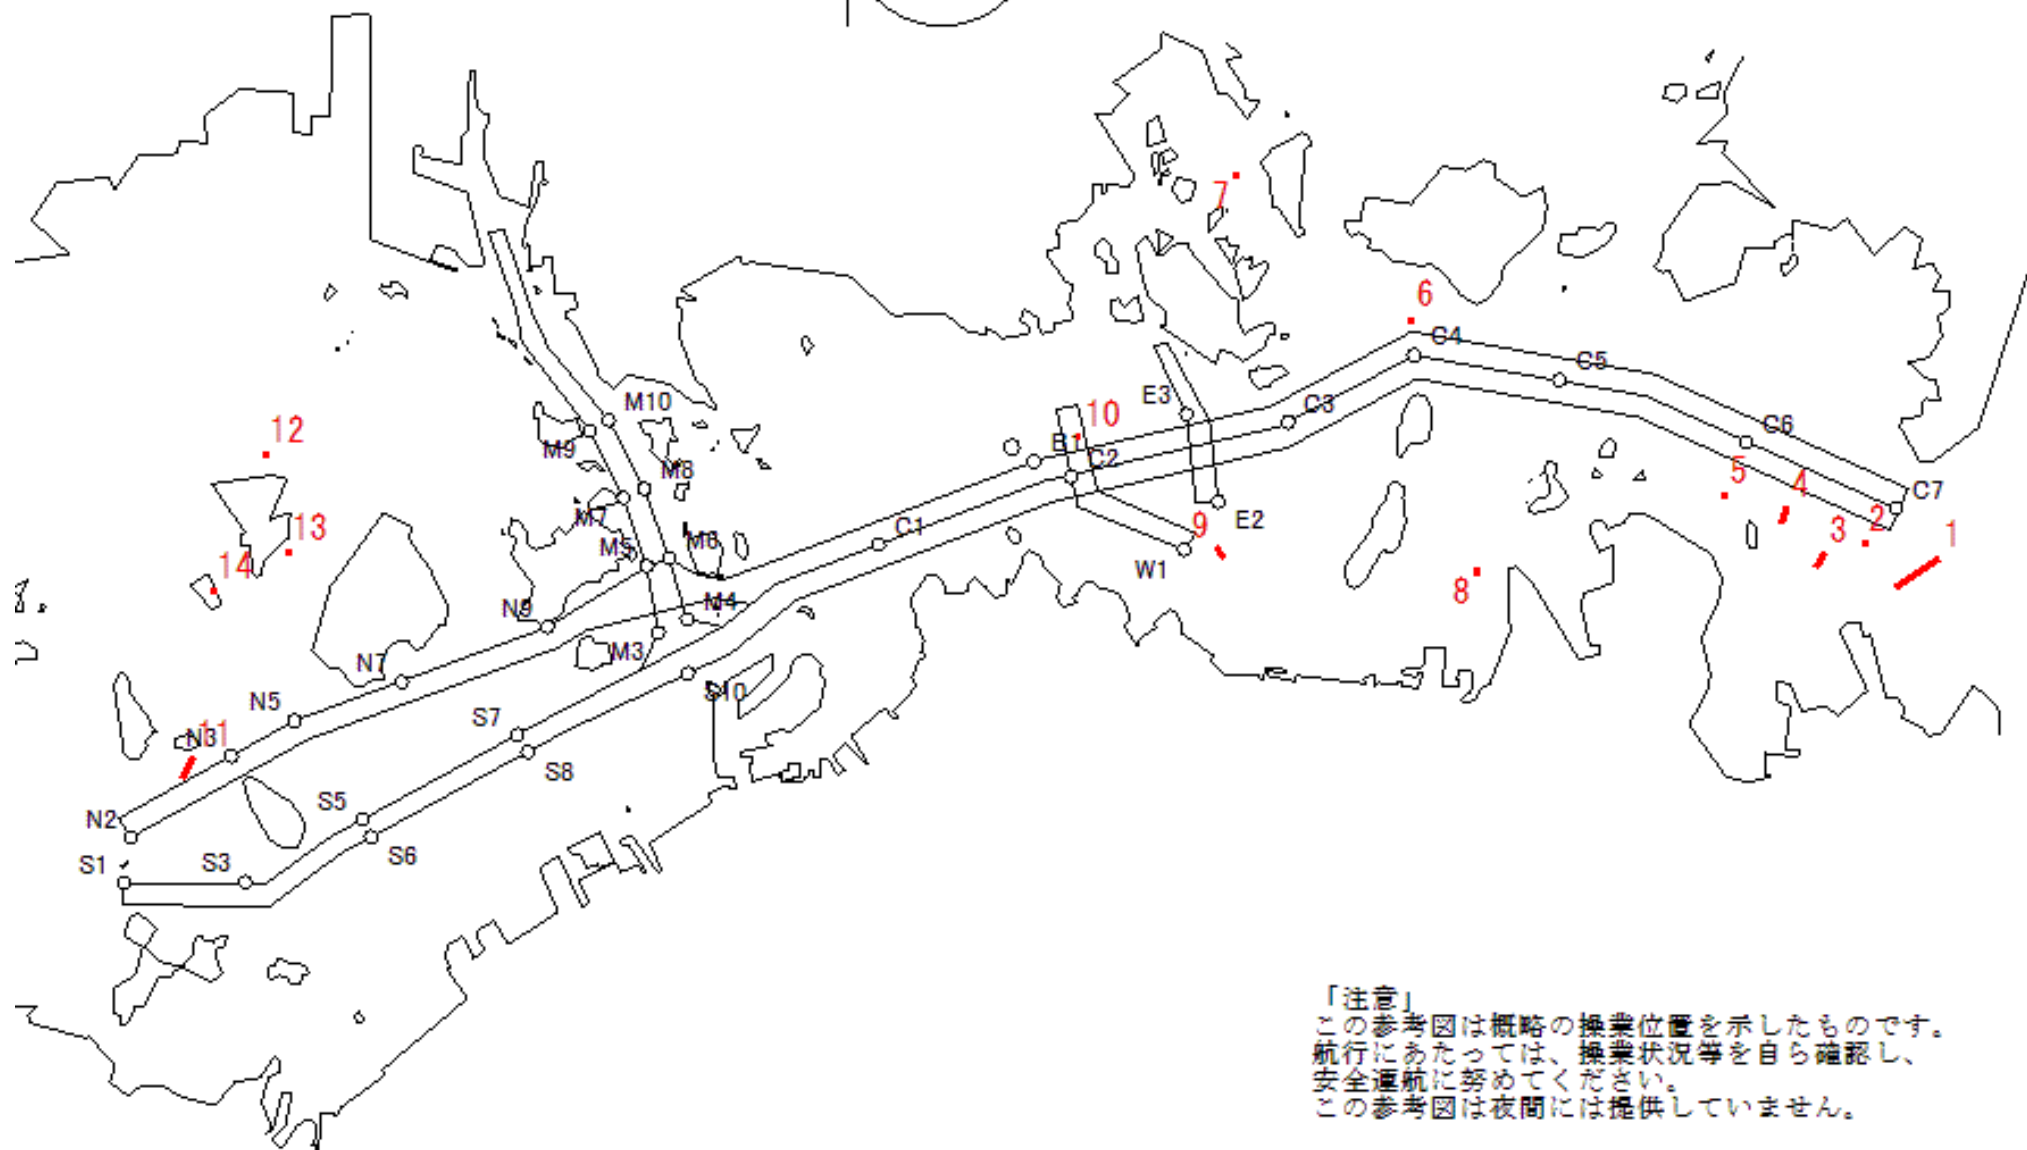 7
6
C4
C5
M10
E3
C3
10
12
B1
C6
M9
C2
M8
5
4
C7
13
M7
C1
9
E2
2
3
1
M5
M6
14
W1
8
N9
M4
N7
M3
S10
N5
S7
N3
11
S8
S5
N2
S1
S3
S6
「注意」
この参考図は概略の操業位置を示したものです。
航行にあたっては、操業状況等を自ら確認し、
安全運航に努めてください。
この参考図は夜間には提供していません。